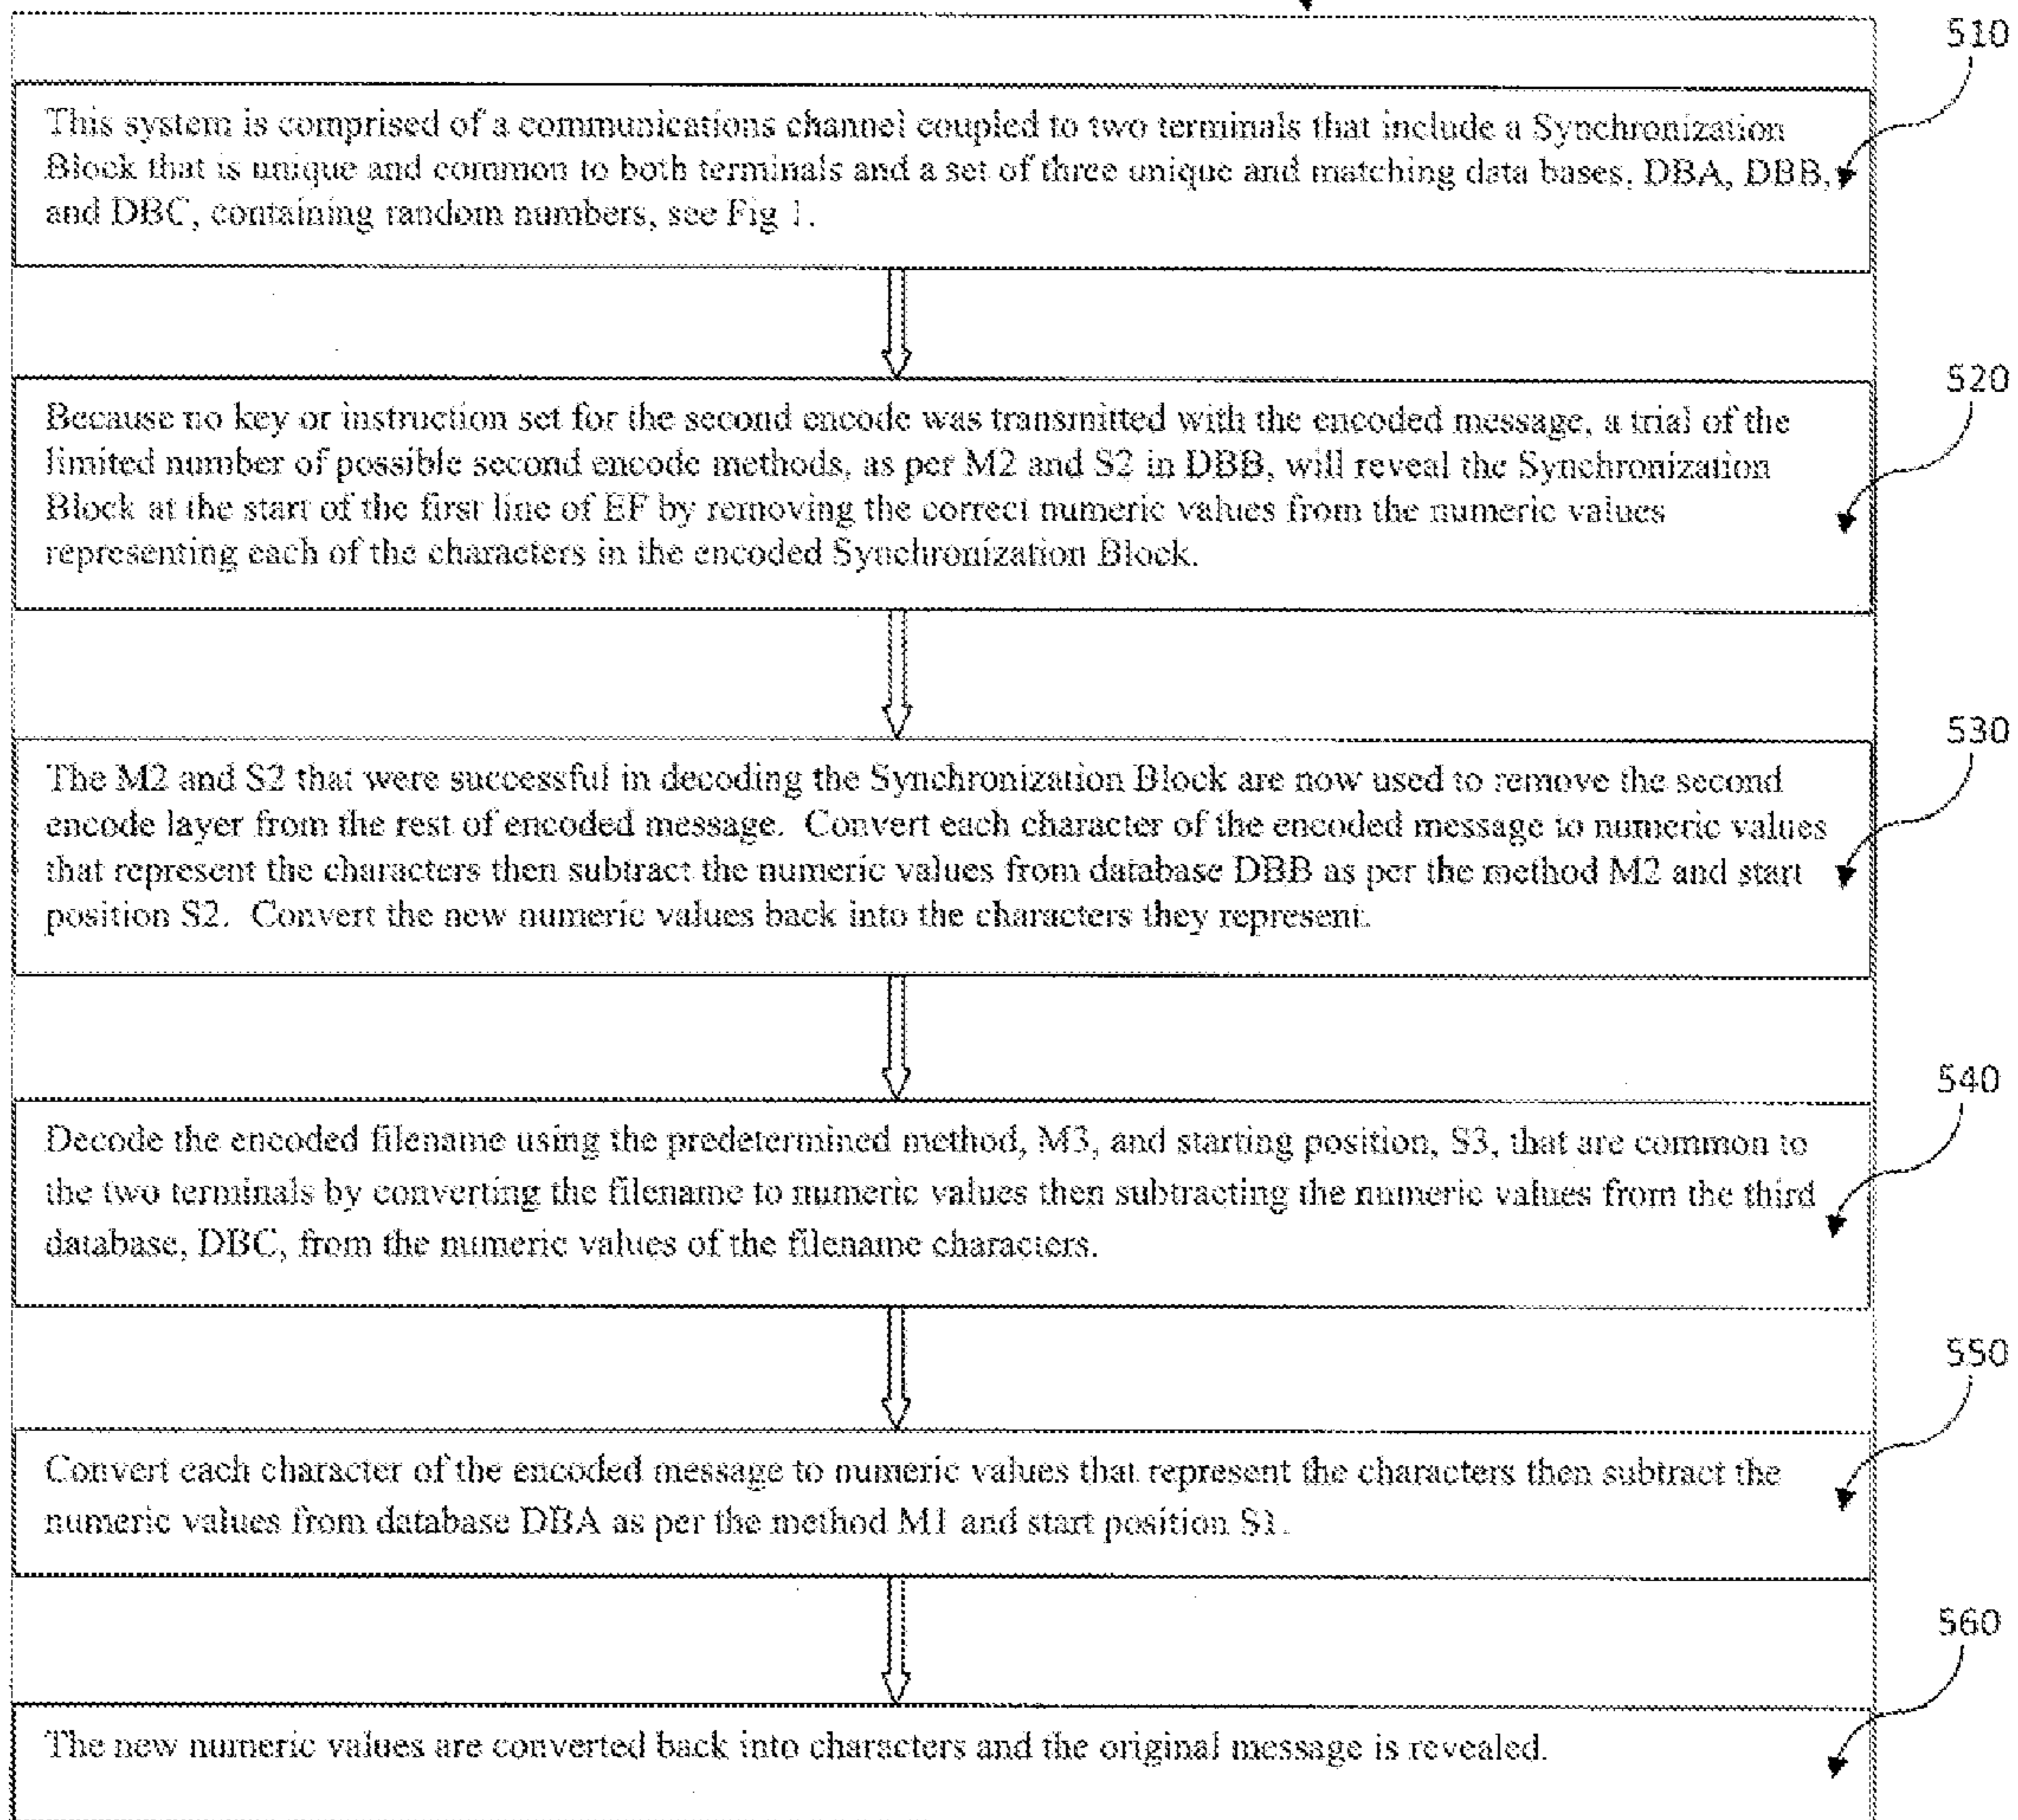 510
This system is comprised of a communications channel coupled to two terminals that include a Synchronization
Block that is unique and common to both terminals and a set of three unique and matching data bases, DBA, DBB,
and DBC, containing random numbers, see Fig 1.
520
Because no key or instruction set for the second encode was transmitted with the encoded message, a trial of the
limited number of possible second encode methods, as per M2 and S2 in DBB, will reveal the Synchronization
Block at the start of the first line of EF by removing the correct numeric values from the numeric values
representing each of the characters in the encoded Synchronization Block.
530
The M2 and S2 that were successful in decoding the Synchronization Block are now used to remove the second
encode layer from the rest of encoded message. Convert each character of the encoded message to numeric values
that represent the characters then subtract the numeric values from database DBB as per the method M2 and start
position S2. Convert the new numeric values back into the characters they represent.
540
Decode the encoded filename using the predetermined method, M3, and starting position, S3, that are common to
the two terminals by converting the filename to numeric values then subtracting the numeric values from the third
database, DBC, from the numeric values of the filename characters.
550
Convert each character of the encoded message to numeric values that represent the characters then subtract the
numeric values from database DBA as per the method M1 and start position S1.
560
The new numeric values are converted back into characters and the original message is revealed.